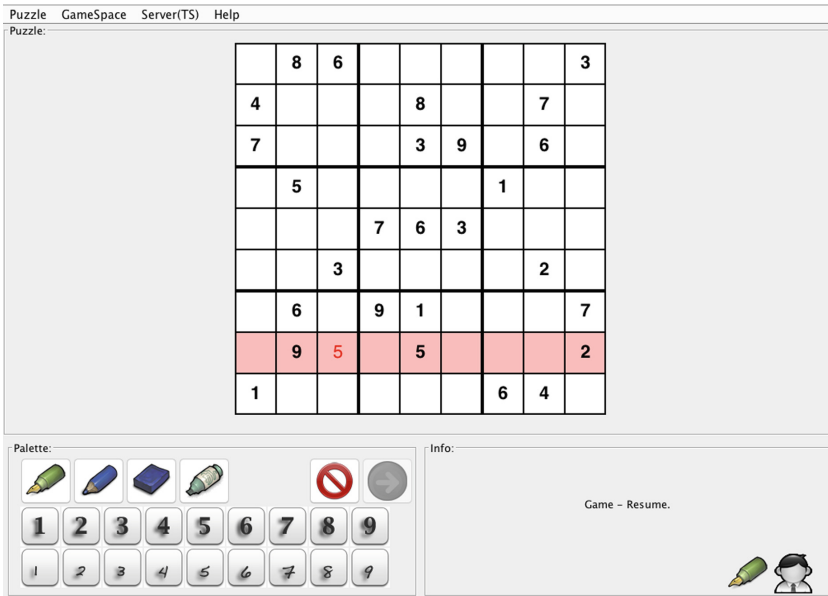 Puzzle GameSpace Server(TS) Help
Puzzle:
8 6 3
4 8 7
7 3 9 6
5 1
7 6 3
3 2
6 9 1 7
9 5 5 2
1 6 4
Palette:
1 2 3 4 5 6 7 8 9
1 2 3 4 5 6 7 8 9
Info:
Game - Resume.